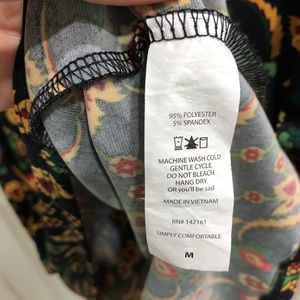 95% POLYESTER
5% SPANDEX
MACHINE WASH COLD
GENTLE CYCLE
DO NOT BLEACH
HANG DRY
OR you'll be sad
MADE IN VIETNAM
RN# 142161
SIMPLY COMFORTABLE
M